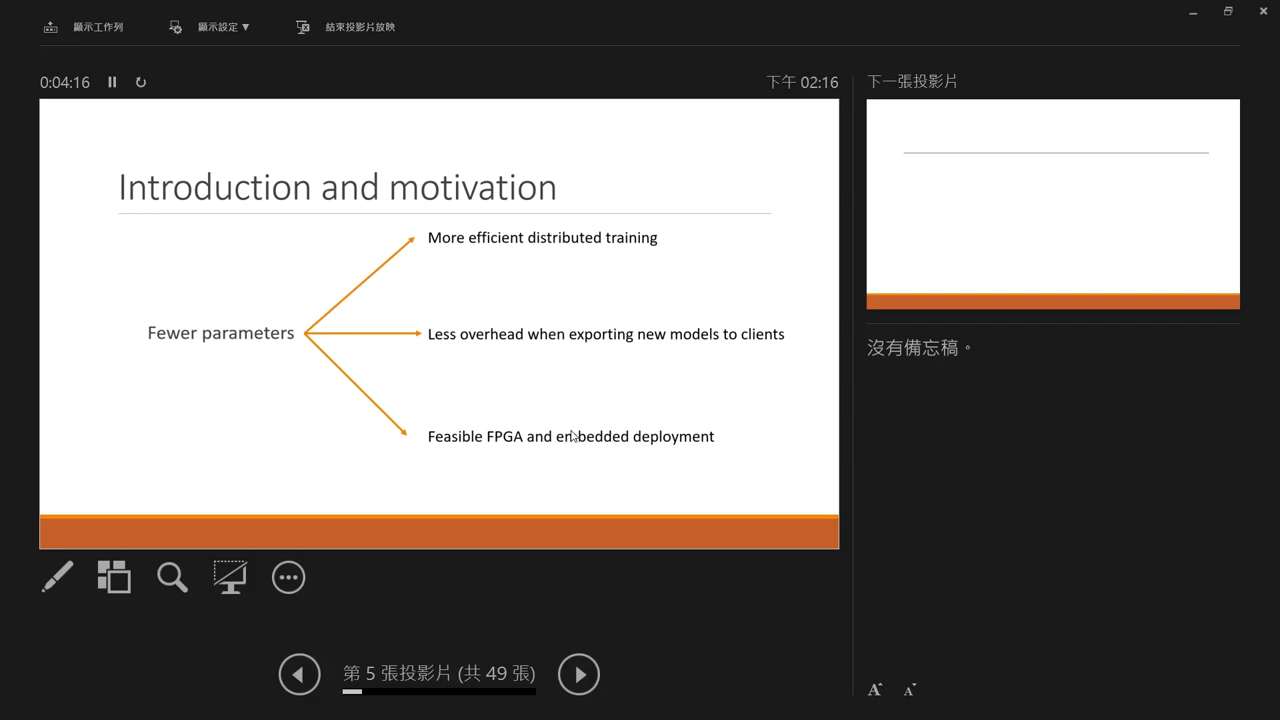 顯示工作列
顯示設定 ▼
結束投影片放映
0:04:16
下午 02:16
下一張投影片
Introduction and motivation
More efficient distributed training
Fewer parameters
Less overhead when exporting new models to clients
Feasible FPGA and embedded deployment
沒有備忘稿。
第 5 張投影片 (共 49 張)
A A